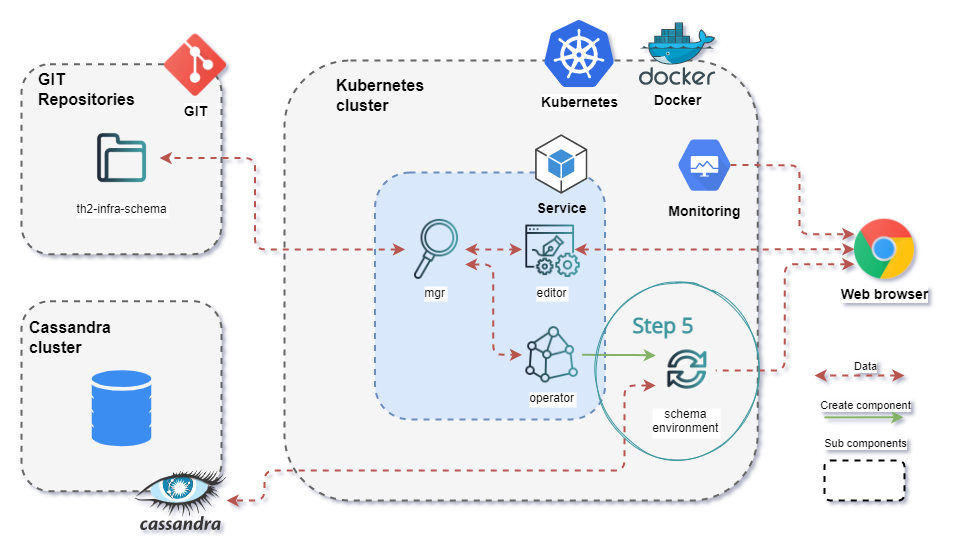 GIT
Repositories
GIT
th2-infra-schema
Kubernetes
cluster
Kubernetes
docker
Docker
Service
Monitoring
mgr
editor
operator
Step 5
schema
environment
Web browser
Cassandra
cluster
cassandra
Data
Create component
Sub components